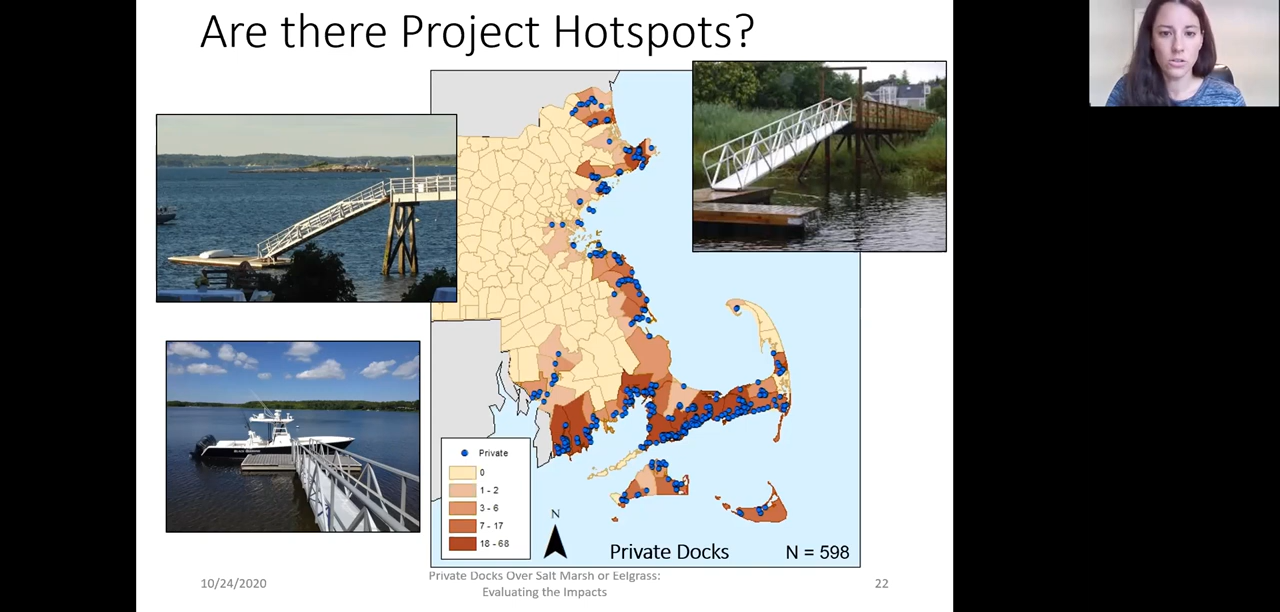 Are there Project Hotspots?
Private
0
1 - 2
3 - 6
7 - 17
18 - 68
N
Private Docks
N = 598
10/24/2020
Private Docks Over Salt Marsh or Eelgrass:
Evaluating the Impacts
22